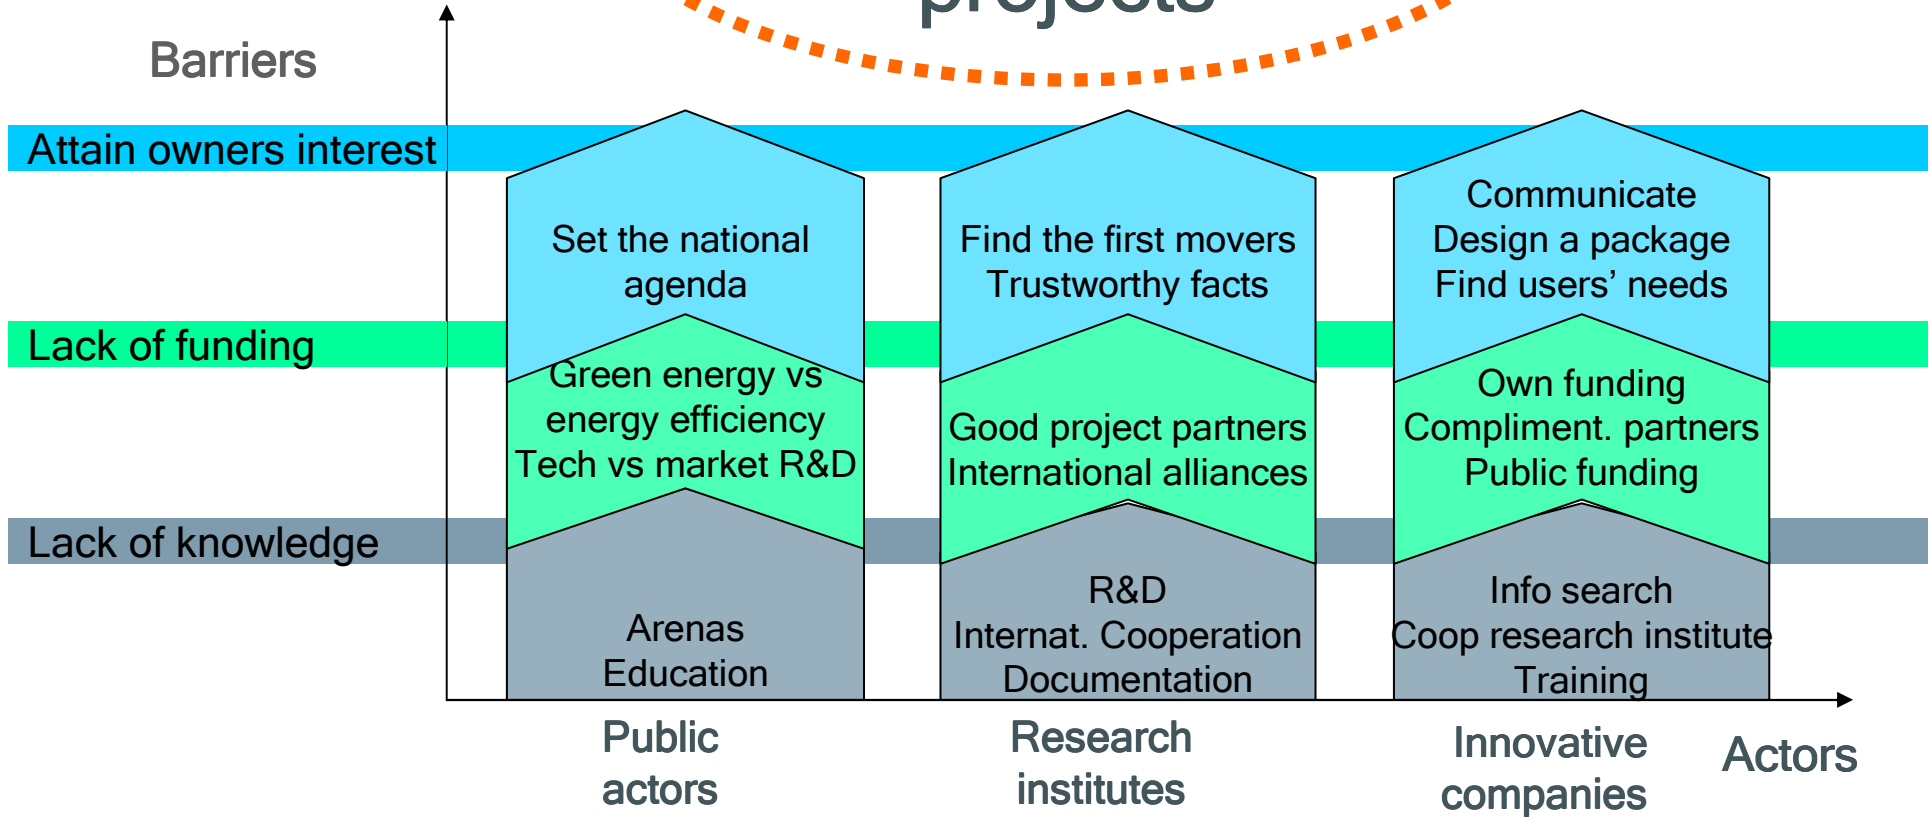 projects
Barriers
Attain owners interest
Set the national
agenda
Find the first movers
Trustworthy facts
Communicate
Design a package
Find users’ needs
Lack of funding
Green energy vs
energy efficiency
Tech vs market R&D
Good project partners
International alliances
Own funding
Compliment. partners
Public funding
Lack of knowledge
Arenas
Education
R&D
Internat. Cooperation
Documentation
Info search
Coop research institute
Training
Public
actors
Research
institutes
Innovative
companies
Actors